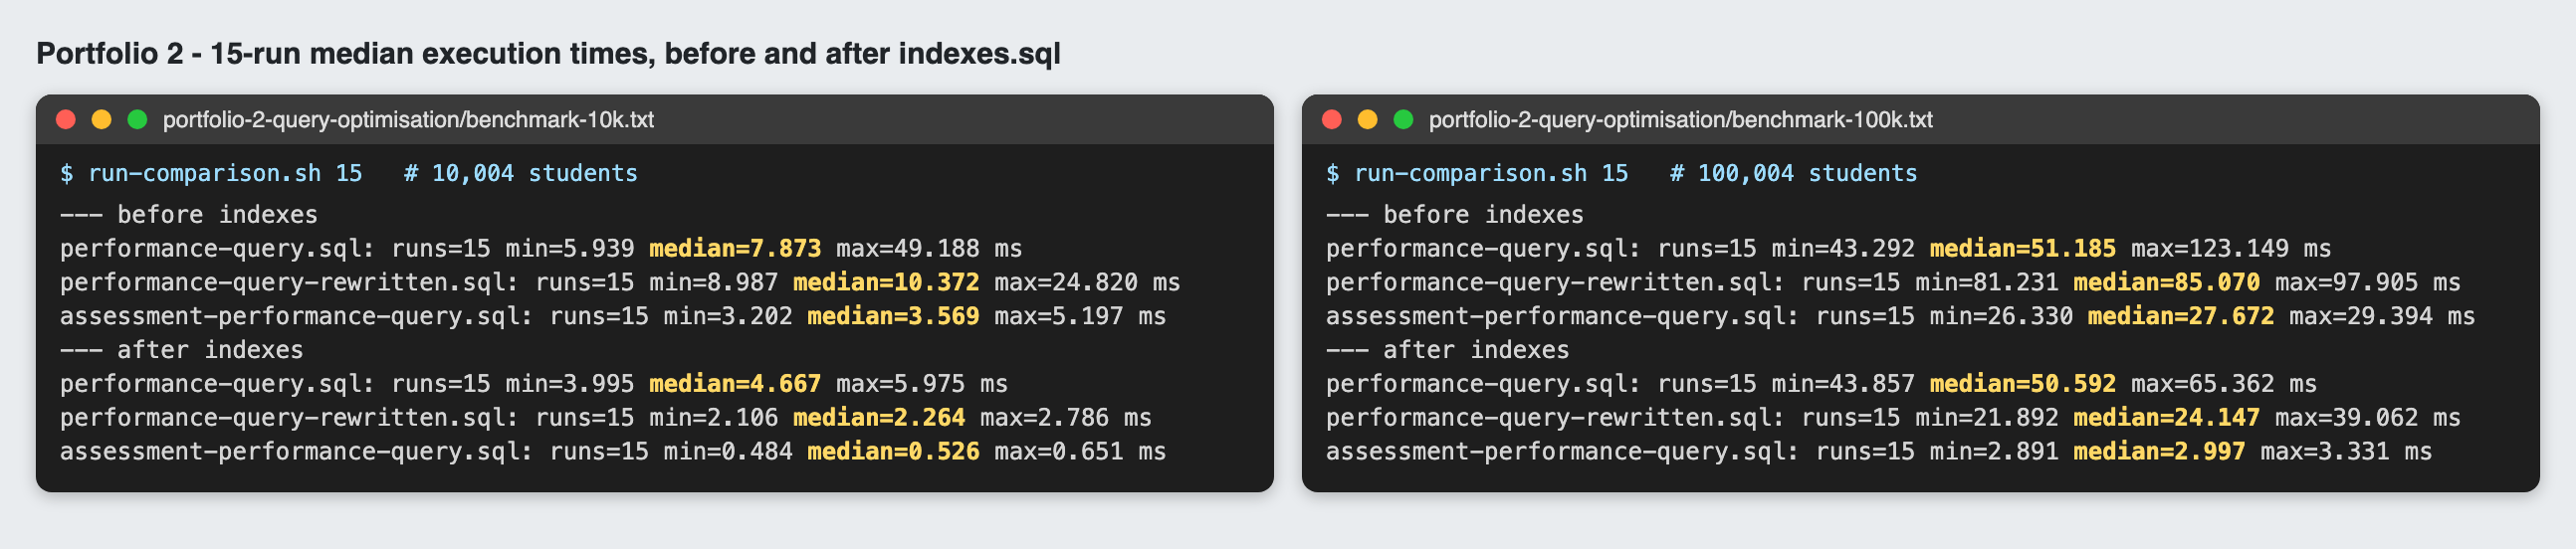 Portfolio 2 - 15-run median execution times, before and after indexes.sql
portfolio-2-query-optimisation/benchmark-10k.txt
$ run-comparison.sh 15   # 10,004 students
--- before indexes
performance-query.sql: runs=15 min=5.939 median=7.873 max=49.188 ms
performance-query-rewritten.sql: runs=15 min=8.987 median=10.372 max=24.820 ms
assessment-performance-query.sql: runs=15 min=3.202 median=3.569 max=5.197 ms
--- after indexes
performance-query.sql: runs=15 min=3.995 median=4.667 max=5.975 ms
performance-query-rewritten.sql: runs=15 min=2.106 median=2.264 max=2.786 ms
assessment-performance-query.sql: runs=15 min=0.484 median=0.526 max=0.651 ms
portfolio-2-query-optimisation/benchmark-100k.txt
$ run-comparison.sh 15   # 100,004 students
--- before indexes
performance-query.sql: runs=15 min=43.292 median=51.185 max=123.149 ms
performance-query-rewritten.sql: runs=15 min=81.231 median=85.070 max=97.905 ms
assessment-performance-query.sql: runs=15 min=26.330 median=27.672 max=29.394 ms
--- after indexes
performance-query.sql: runs=15 min=43.857 median=50.592 max=65.362 ms
performance-query-rewritten.sql: runs=15 min=21.892 median=24.147 max=39.062 ms
assessment-performance-query.sql: runs=15 min=2.891 median=2.997 max=3.331 ms